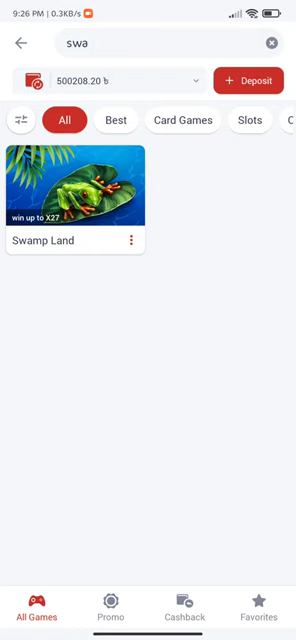 9:26 PM | 0.3KB/s
swa
500208.20 ৳
+ Deposit
All
Best
Card Games
Slots
win up to X27
Swamp Land
All Games
Promo
Cashback
Favorites